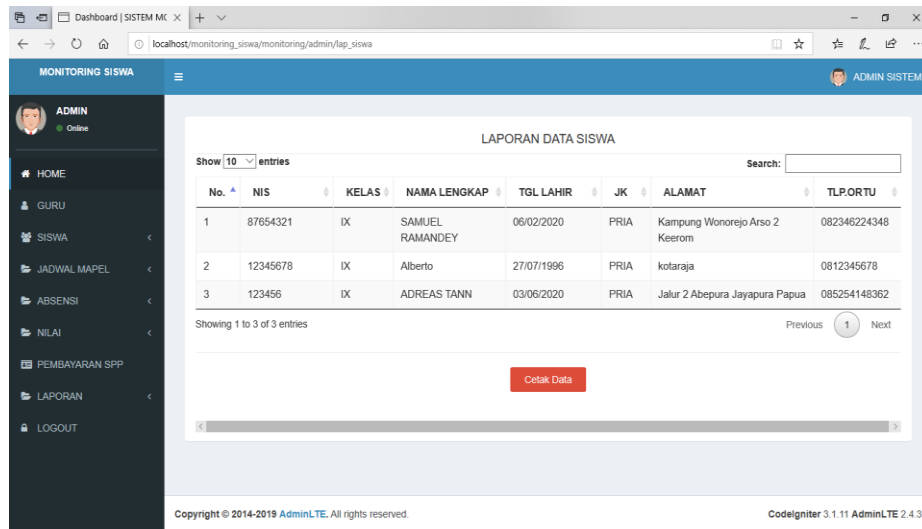 Dashboard | SISTEM MC
localhost/monitoring_siswa/monitoring/admin/lap_siswa
MONITORING SISWA
ADMIN SISTEM
ADMIN
Online
HOME
GURU
SISWA
JADWAL MAPEL
ABSENSI
NILAI
PEMBAYARAN SPP
LAPORAN
LOGOUT
LAPORAN DATA SISWA
Show 10 entries Search:
No. NIS KELAS NAMA LENGKAP TGL LAHIR JK ALAMAT TLP.ORTU
1 87654321 IX SAMUEL RAMANDEY 06/02/2020 PRIA Kampung Wonorejo Arso 2 Keerom 082346224348
2 12345678 IX Alberto 27/07/1996 PRIA kotaraja 0812345678
3 123456 IX ADREAS TANN 03/06/2020 PRIA Jalur 2 Abepura Jayapura Papua 085254148362
Showing 1 to 3 of 3 entries Previous 1 Next
Cetak Data
Copyright © 2014-2019 AdminLTE. All rights reserved. CodeIgniter 3.1.11 AdminLTE 2.4.3